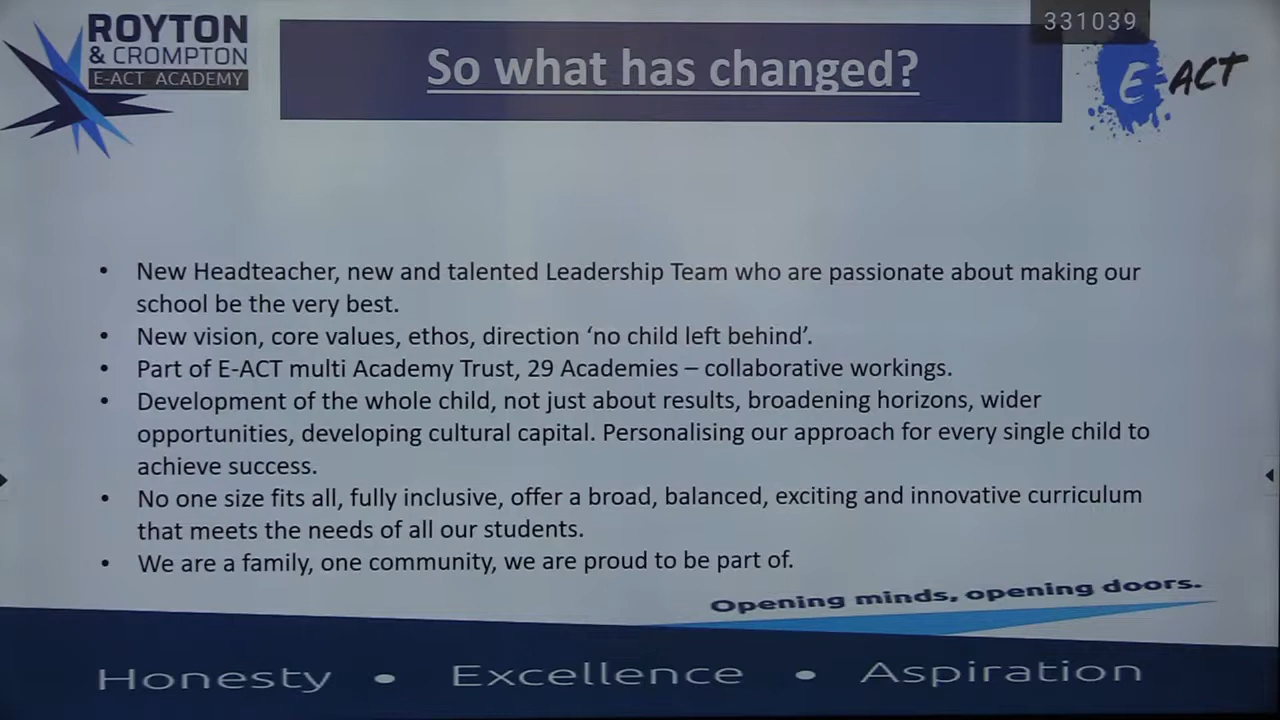 ROYTON
& CROMPTON
E-ACT ACADEMY
So what has changed?
331039
E-ACT
• New Headteacher, new and talented Leadership Team who are passionate about making our
school be the very best.
• New vision, core values, ethos, direction ‘no child left behind’.
• Part of E-ACT multi Academy Trust, 29 Academies – collaborative workings.
• Development of the whole child, not just about results, broadening horizons, wider
opportunities, developing cultural capital. Personalising our approach for every single child to
achieve success.
• No one size fits all, fully inclusive, offer a broad, balanced, exciting and innovative curriculum
that meets the needs of all our students.
• We are a family, one community, we are proud to be part of.
Opening minds, opening doors.
Honesty • Excellence • Aspiration